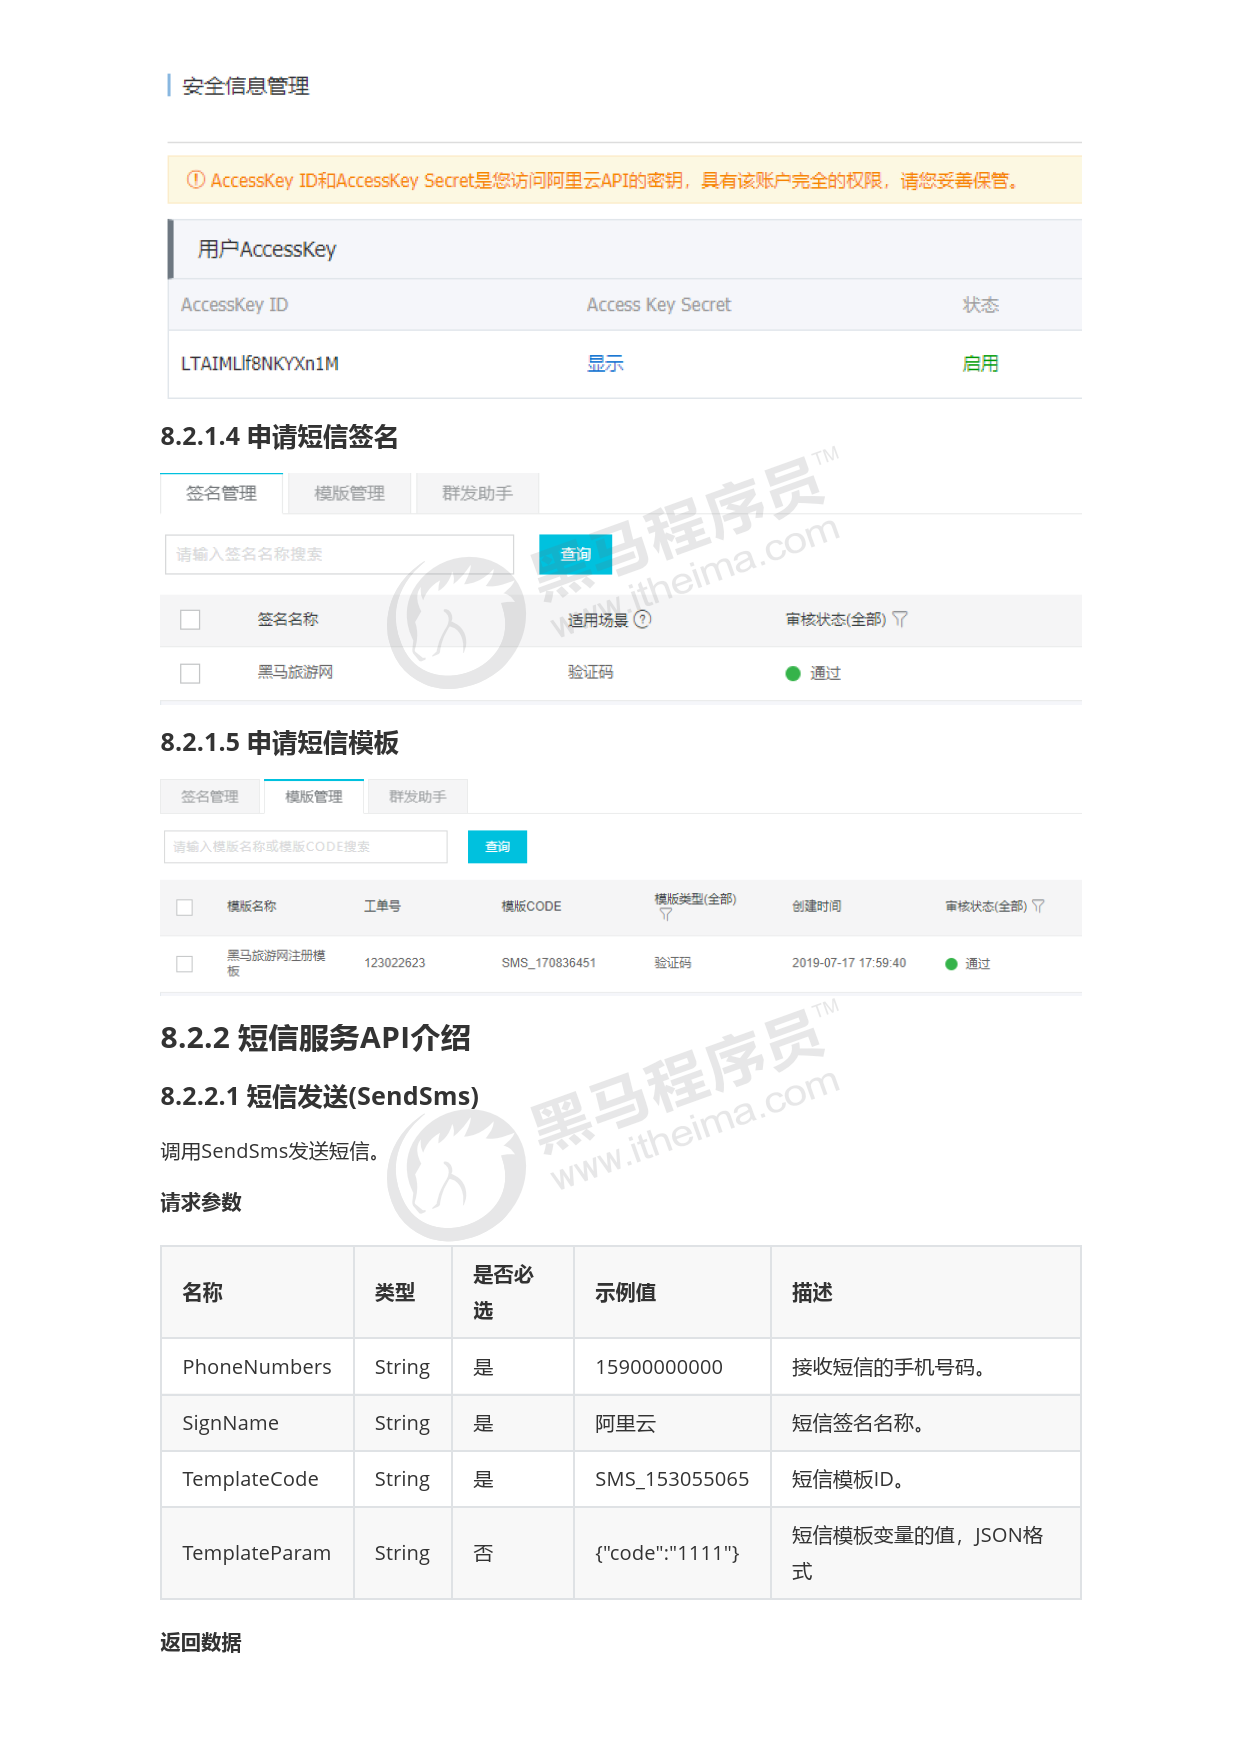 安全信息管理
AccessKey ID和AccessKey Secret是您访问阿里云API的密钥，具有该账户完全的权限，请您妥善保管。
用户AccessKey
AccessKey ID Access Key Secret 状态
LTAIMLlf8NKYXn1M 显示 启用
8.2.1.4 申请短信签名
签名管理 模版管理 群发助手
请输入签名名称搜索 查询
签名名称 适用场景 ? 审核状态(全部)
黑马旅游网 验证码 通过
黑马程序员™
www.itheima.com
8.2.1.5 申请短信模板
签名管理 模版管理 群发助手
请输入模版名称或模版CODE搜索 查询
模版名称 工单号 模版CODE 模版类型(全部) 创建时间 审核状态(全部)
黑马旅游网注册模
板 123022623 SMS_170836451 验证码 2019-07-17 17:59:40 通过
8.2.2 短信服务API介绍
8.2.2.1 短信发送(SendSms)
黑马程序员™
www.itheima.com
调用SendSms发送短信。
请求参数
名称 类型 是否必
选 示例值 描述
PhoneNumbers String 是 15900000000 接收短信的手机号码。
SignName String 是 阿里云 短信签名名称。
TemplateCode String 是 SMS_153055065 短信模板ID。
TemplateParam String 否 {"code":"1111"} 短信模板变量的值，JSON格
式
返回数据